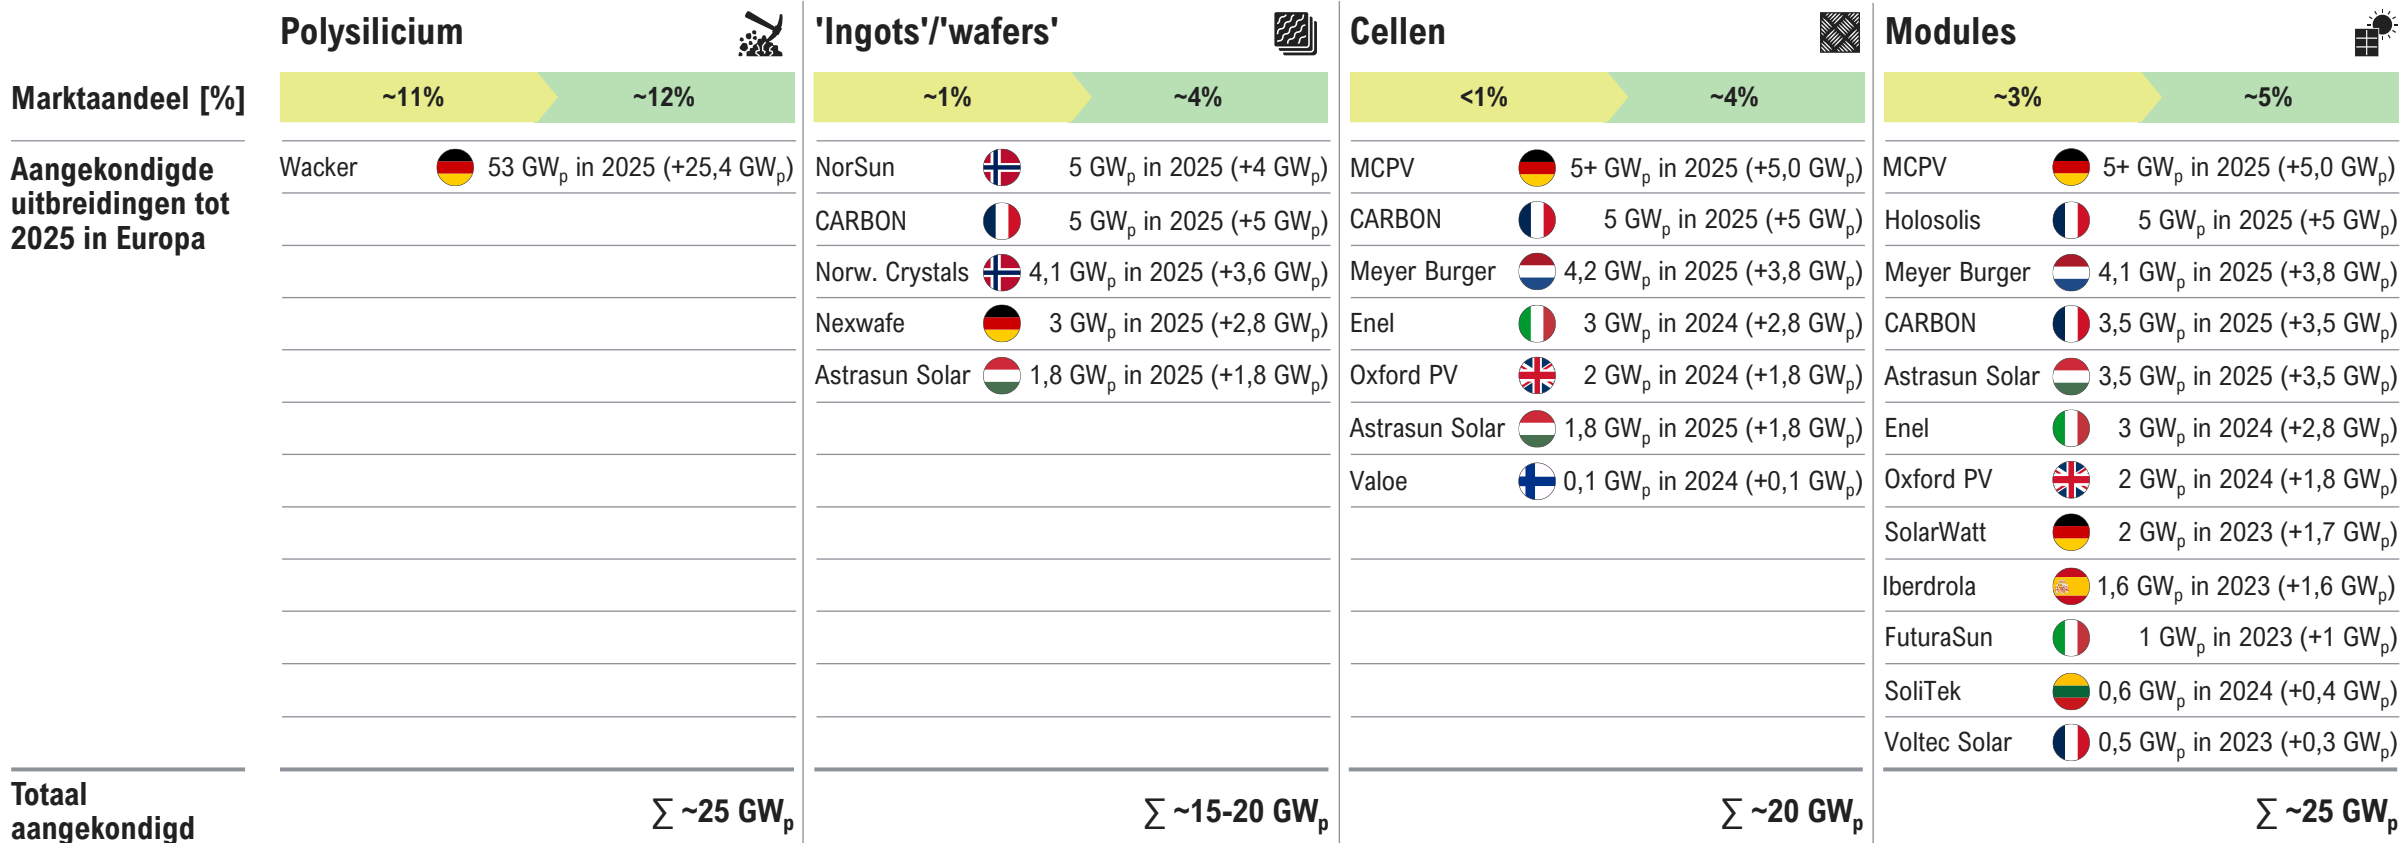 Polysilicium
'Ingots'/'wafers'
Cellen
Modules
Marktaandeel [%]
~11%
~12%
~1%
~4%
<1%
~4%
~3%
~5%
Aangekondigde
uitbreidingen tot
2025 in Europa
Wacker 53 GWp in 2025 (+25,4 GWp)
NorSun 5 GWp in 2025 (+4 GWp)
CARBON 5 GWp in 2025 (+5 GWp)
Norw. Crystals 4,1 GWp in 2025 (+3,6 GWp)
Nexwafe 3 GWp in 2025 (+2,8 GWp)
Astrasun Solar 1,8 GWp in 2025 (+1,8 GWp)
MCPV 5+ GWp in 2025 (+5,0 GWp)
CARBON 5 GWp in 2025 (+5 GWp)
Meyer Burger 4,2 GWp in 2025 (+3,8 GWp)
Enel 3 GWp in 2024 (+2,8 GWp)
Oxford PV 2 GWp in 2024 (+1,8 GWp)
Astrasun Solar 1,8 GWp in 2025 (+1,8 GWp)
Valoe 0,1 GWp in 2024 (+0,1 GWp)
MCPV 5+ GWp in 2025 (+5,0 GWp)
Holosolis 5 GWp in 2025 (+5 GWp)
Meyer Burger 4,1 GWp in 2025 (+3,8 GWp)
CARBON 3,5 GWp in 2025 (+3,5 GWp)
Astrasun Solar 3,5 GWp in 2025 (+3,5 GWp)
Enel 3 GWp in 2024 (+2,8 GWp)
Oxford PV 2 GWp in 2024 (+1,8 GWp)
SolarWatt 2 GWp in 2023 (+1,7 GWp)
Iberdrola 1,6 GWp in 2023 (+1,6 GWp)
FuturaSun 1 GWp in 2023 (+1 GWp)
SoliTek 0,6 GWp in 2024 (+0,4 GWp)
Voltec Solar 0,5 GWp in 2023 (+0,3 GWp)
Totaal
aangekondigd
∑ ~25 GWp
∑ ~15-20 GWp
∑ ~20 GWp
∑ ~25 GWp